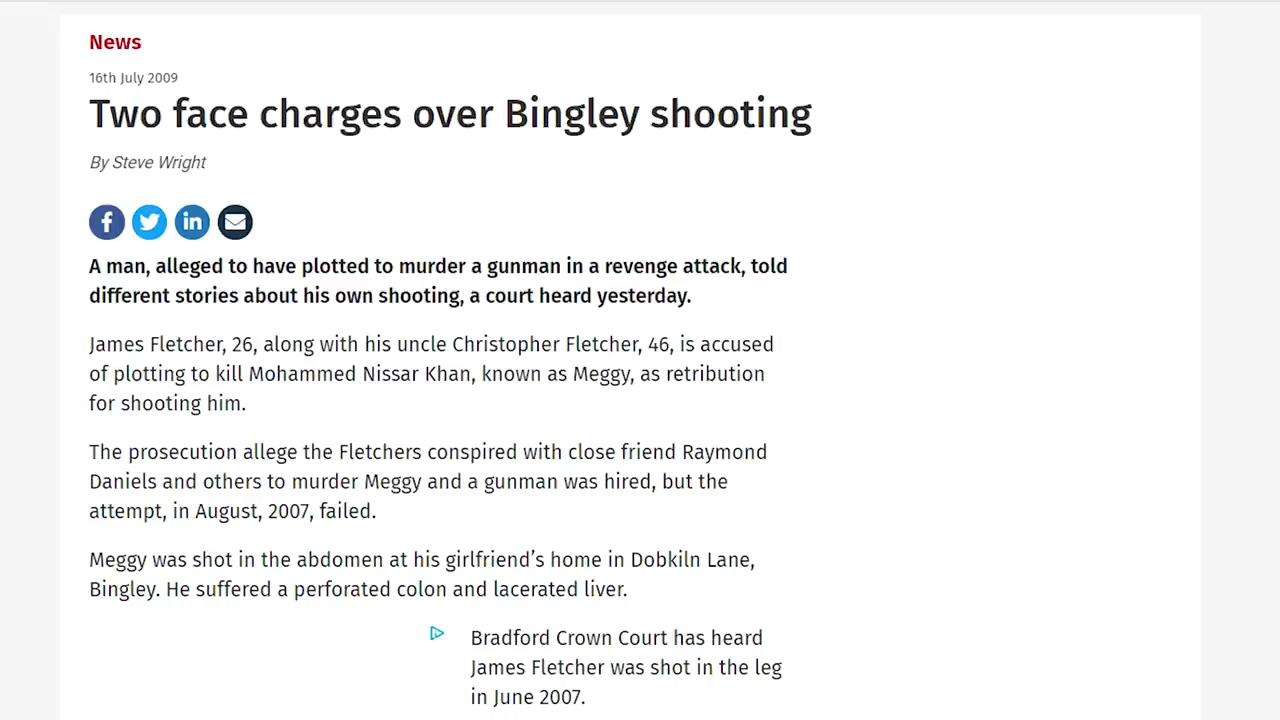 News
16th July 2009
Two face charges over Bingley shooting
By Steve Wright
A man, alleged to have plotted to murder a gunman in a revenge attack, told
different stories about his own shooting, a court heard yesterday.
James Fletcher, 26, along with his uncle Christopher Fletcher, 46, is accused
of plotting to kill Mohammed Nissar Khan, known as Meggy, as retribution
for shooting him.
The prosecution allege the Fletchers conspired with close friend Raymond
Daniels and others to murder Meggy and a gunman was hired, but the
attempt, in August, 2007, failed.
Meggy was shot in the abdomen at his girlfriend’s home in Dobkiln Lane,
Bingley. He suffered a perforated colon and lacerated liver.
Bradford Crown Court has heard
James Fletcher was shot in the leg
in June 2007.